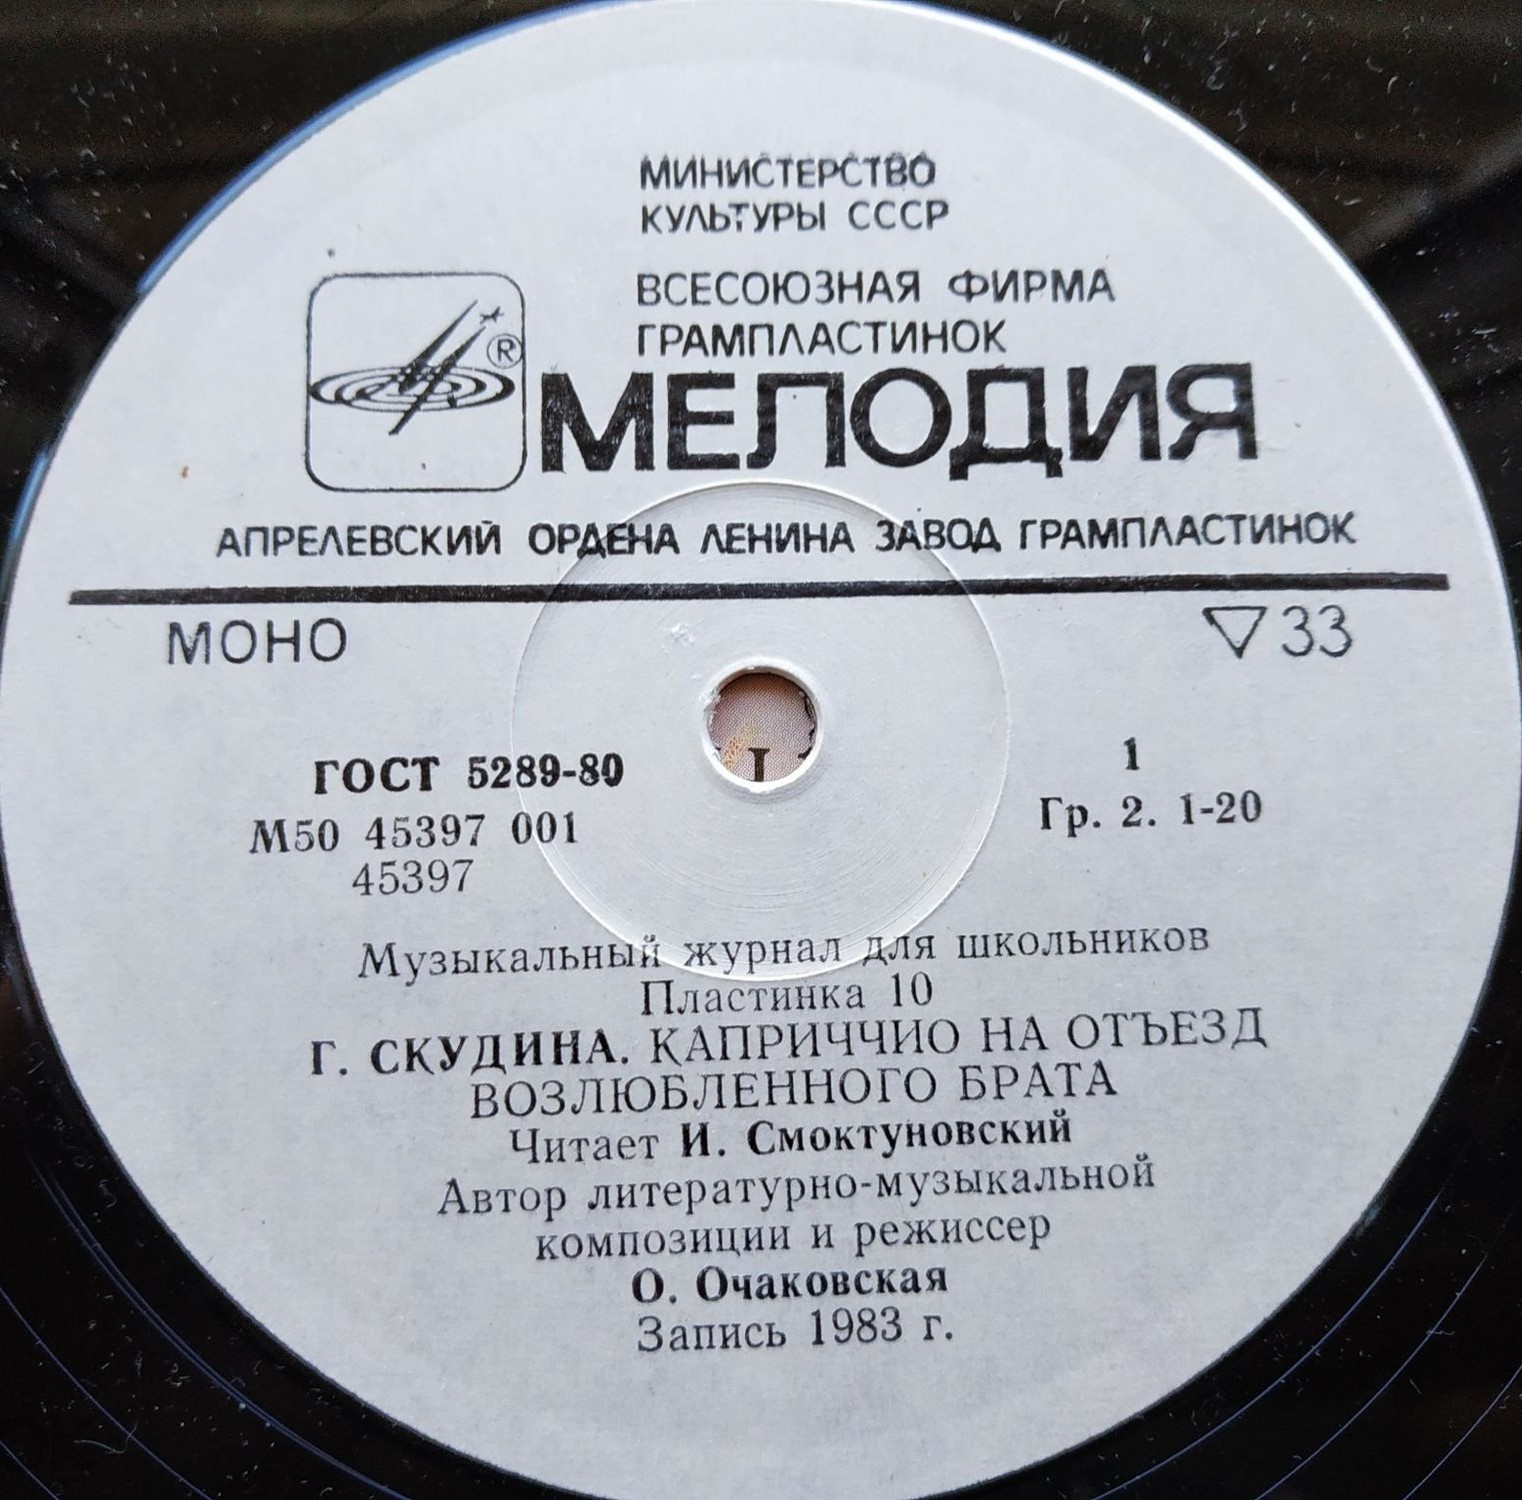 МИНИСТЕРСТВО
КУЛЬТУРЫ СССР
ВСЕСОЮЗНАЯ ФИРМА
ГРАМПЛАСТИНОК
®
МЕЛОДИЯ
АПРЕЛЕВСКИЙ ОРДЕНА ЛЕНИНА ЗАВОД ГРАМПЛАСТИНОК
МОНО ▽33
ГОСТ 5289-80 1
М50 45397 001 Гр. 2. 1-20
45397
Музыкальный журнал для школьников
Пластинка 10
Г. СКУДИНА. КАПРИЧЧИО НА ОТЪЕЗД
ВОЗЛЮБЛЕННОГО БРАТА
Читает И. Смоктуновский
Автор литературно-музыкальной
композиции и режиссер
О. Очаковская
Запись 1983 г.